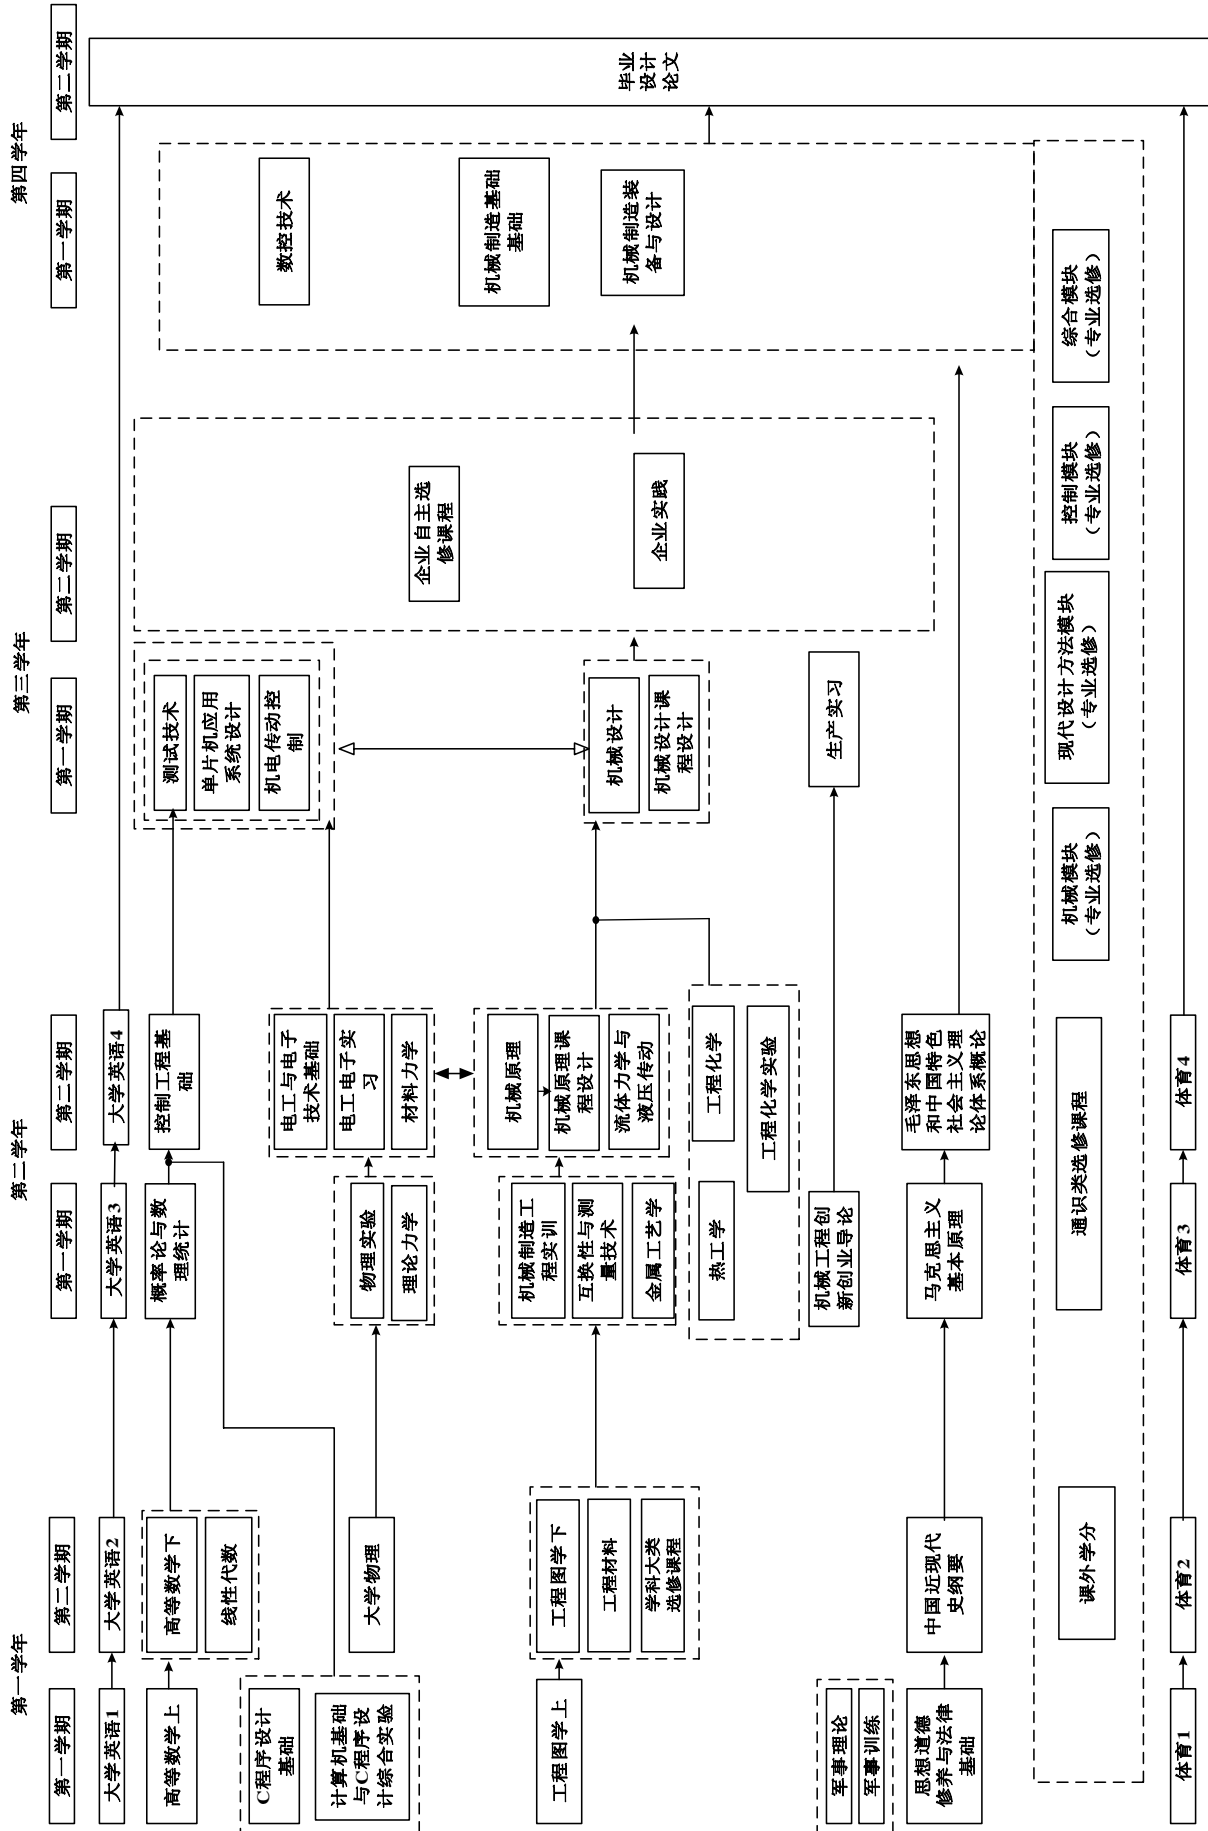 第一学年
第二学年
第三学年
第四学年
第一学期
第二学期
第一学期
第二学期
第一学期
第二学期
第一学期
第二学期
大学英语1
大学英语2
大学英语3
大学英语4
高等数学上
高等数学下
线性代数
概率论与数
理统计
控制工程基
础
测试技术
单片机应用
系统设计
机电传动控
制
C程序设计
基础
计算机基础
与C程序设
计综合实验
大学物理
物理实验
理论力学
电工与电子
技术基础
电工电子实
习
材料力学
工程图学上
工程图学下
工程材料
学科大类
选修课程
机械制造工
程实训
互换性与测
量技术
金属工艺学
机械原理
机械原理课
程设计
流体力学与
液压传动
机械设计
机械设计课
程设计
热工学
工程化学
工程化学实验
企业自主选
修课程
企业实践
数控技术
机械制造基础
基础
机械制造装
备与设计
毕业
设计
论文
机械工程创
新创业导论
生产实习
军事理论
军事训练
思想道德
修养与法律
基础
中国近现代
史纲要
马克思主义
基本原理
毛泽东思想
和中国特色
社会主义理
论体系概论
课外学分
通识类选修课程
机械模块
（专业选修）
现代设计方法模块
（专业选修）
控制模块
（专业选修）
综合模块
（专业选修）
体育1
体育2
体育3
体育4